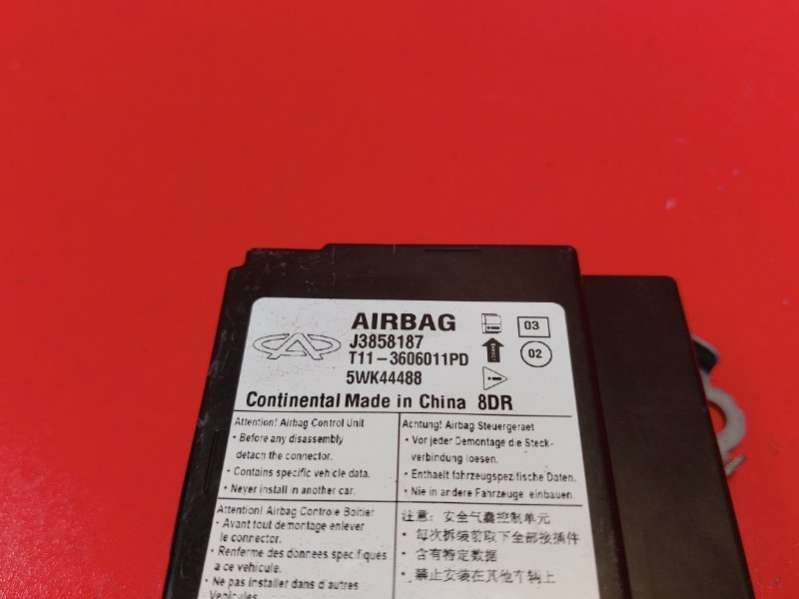 AIRBAG
J3858187
T11-3606011PD
5WK44488
03
02
Continental Made in China 8DR
Attention! Airbag Control Unit
• Before any disassembly
detach the connector.
• Contains specific vehicle data.
• Never install in another car.
Achtung! Airbag Steuergeraet
• Vor jeder Demontage die Steck-
verbindung loesen.
• Enthaelt fahrzeugspezifische Daten.
• Nie in andere Fahrzeuge einbauen.
Attention! Airbag Controle Boitier
• Avant tout demontage enlever
le connector.
• Renferme des donnees specifiques
a ce vehicule.
• Ne pas installer dans d'autres
Vehicules.
注意: 安全气囊控制单元
• 每次拆装前取下全部接插件
• 含有特定数据
• 禁止安装在其他车辆上